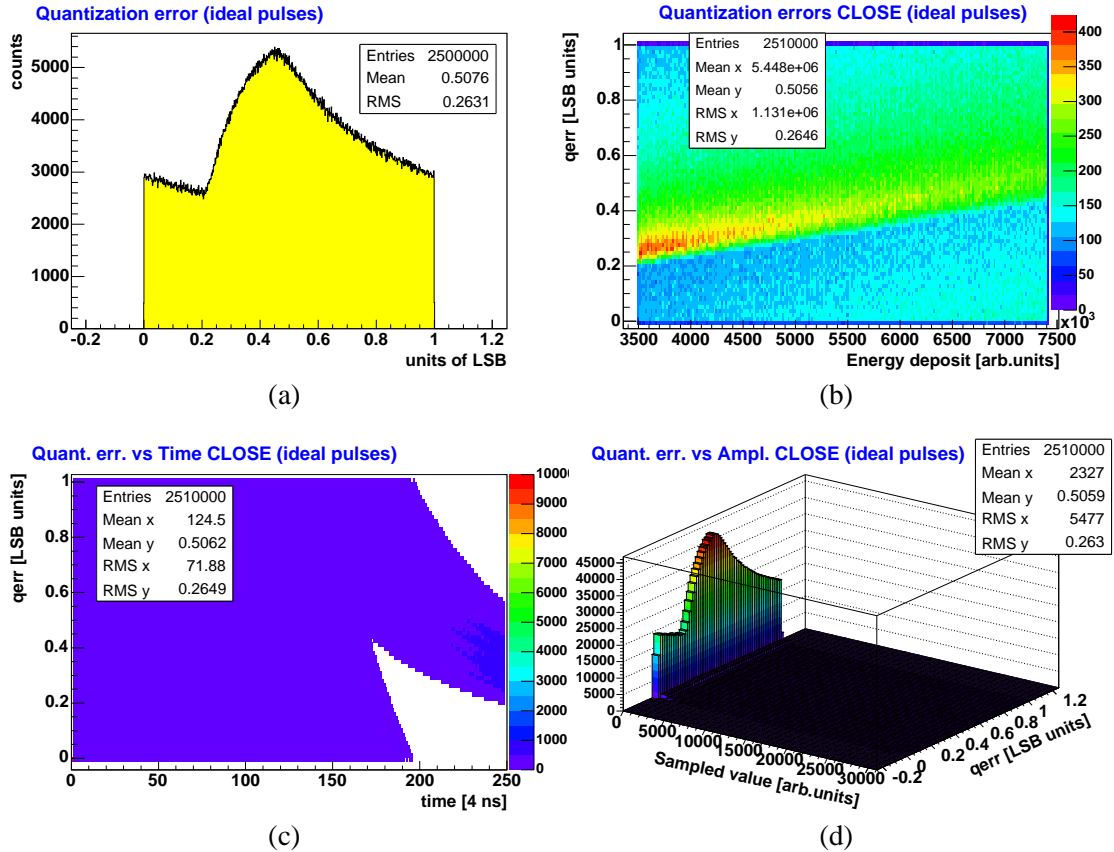 Quantization error (ideal pulses)
counts
Entries 2500000
Mean 0.5076
RMS 0.2631
5000
4000
3000
2000
1000
0
-0.2 0 0.2 0.4 0.6 0.8 1 1.2
units of LSB
(a)
Quantization errors CLOSE (ideal pulses)
qerr [LSB units]
Entries 2510000
Mean x 5.448e+06
Mean y 0.5056
RMS x 1.131e+06
RMS y 0.2646
1
0.8
0.6
0.4
0.2
0
400
350
300
250
200
150
100
50
0
x10³
3500 4000 4500 5000 5500 6000 6500 7000 7500
Energy deposit [arb.units]
(b)
Quant. err. vs Time CLOSE (ideal pulses)
qerr [LSB units]
Entries 2510000
Mean x 124.5
Mean y 0.5062
RMS x 71.88
RMS y 0.2649
1
0.8
0.6
0.4
0.2
0
1000
9000
8000
7000
6000
5000
4000
3000
2000
1000
0
0 50 100 150 200 250
time [4 ns]
(c)
Quant. err. vs Ampl. CLOSE (ideal pulses)
Entries 2510000
Mean x 2327
Mean y 0.5059
RMS x 5477
RMS y 0.263
45000
40000
35000
30000
25000
20000
15000
10000
5000
0
0 5000 10000 15000 20000 25000 30000
Sampled value [arb.units]
-0.2 0 0.2 0.4 0.6 0.8 1 1.2
qerr [LSB units]
(d)